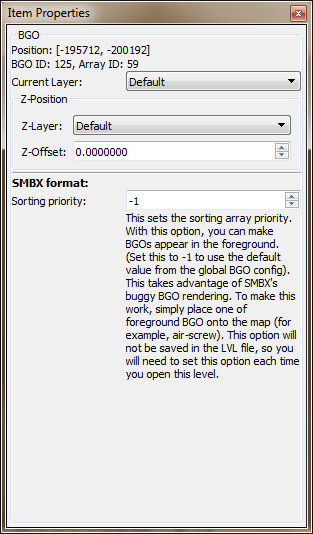 Item Properties
BGO
Position: [-195712, -200192]
BGO ID: 125, Array ID: 59
Current Layer: Default
Z-Position
Z-Layer: Default
Z-Offset: 0.0000000
SMBX format:
Sorting priority: -1
This sets the sorting array priority.
With this option, you can make
BGOs appear in the foreground.
(Set this to -1 to use the default
value from the global BGO config).
This takes advantage of SMBX's
buggy BGO rendering. To make this
work, simply place one of
foreground BGO onto the map (for
example, air-screw). This option will
not be saved in the LVL file, so you
will need to set this option each time
you open this level.